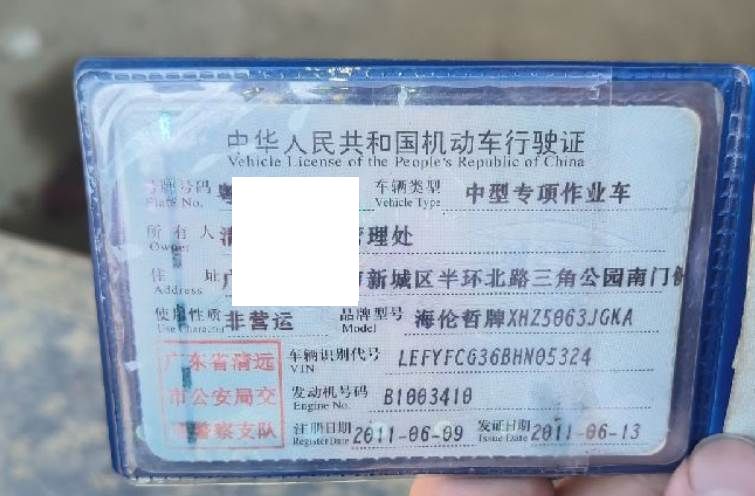 中华人民共和国机动车行驶证
Vehicle License of the People's Republic of China
号牌号码 粤 车辆类型 中型专项作业车
Plate No. Vehicle Type
所有人 清 管理处
Owner
住址 广 新城区半环北路三角公园南门侧
Address
使用性质 非营运 品牌型号 海伦哲牌XHZ5063JGKA
Use Character Model
广东省清远 车辆识别代号 LEFYFCG36BHN05324
VIN
市公安局交 发动机号码 B1003410
Engine No.
警察支队 注册日期 2011-06-09 发证日期 2011-06-13
Register Date Issue Date